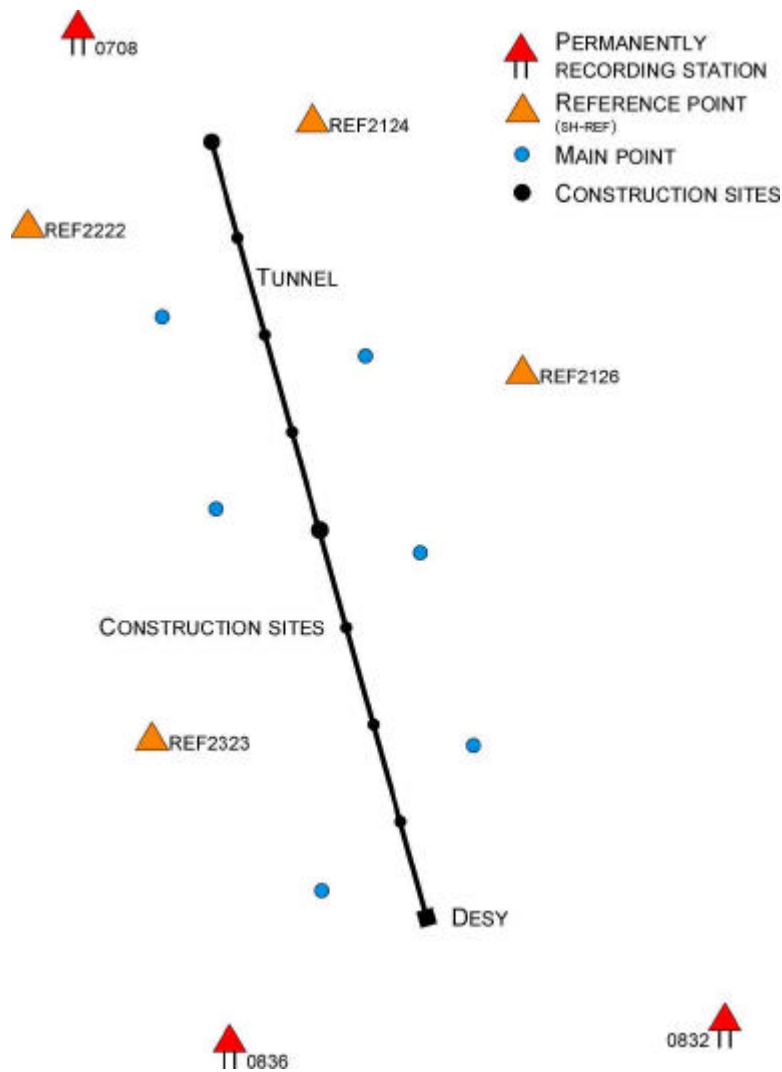 0708
PERMANENTLY
RECORDING STATION
REFERENCE POINT
(SH-REF)
MAIN POINT
CONSTRUCTION SITES
REF2124
REF2222
TUNNEL
REF2126
CONSTRUCTION SITES
REF2323
DESY
0836
0832